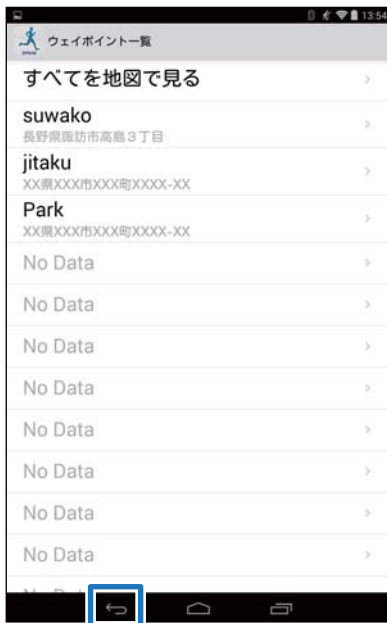 13:54
EPSON
ウェイポイント一覧
すべてを地図で見る
suwako
長野県諏訪市高島3丁目
jitaku
XX県XXX市XXX町XXXX-XX
Park
XX県XXX市XXX町XXXX-XX
No Data
No Data
No Data
No Data
No Data
No Data
No Data
No Data